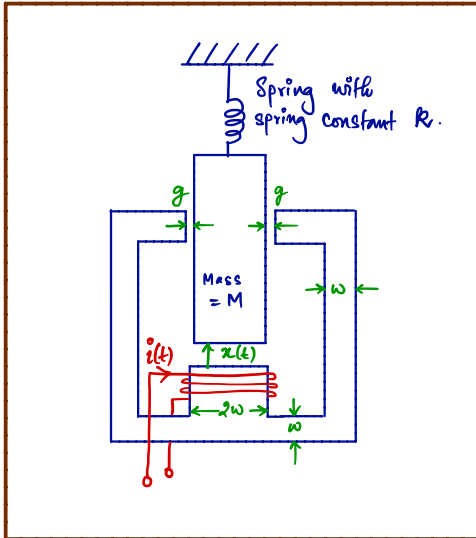 Spring with
spring constant k.
g
g
Mass
= M
w
i(t)
x(t)
2w
w